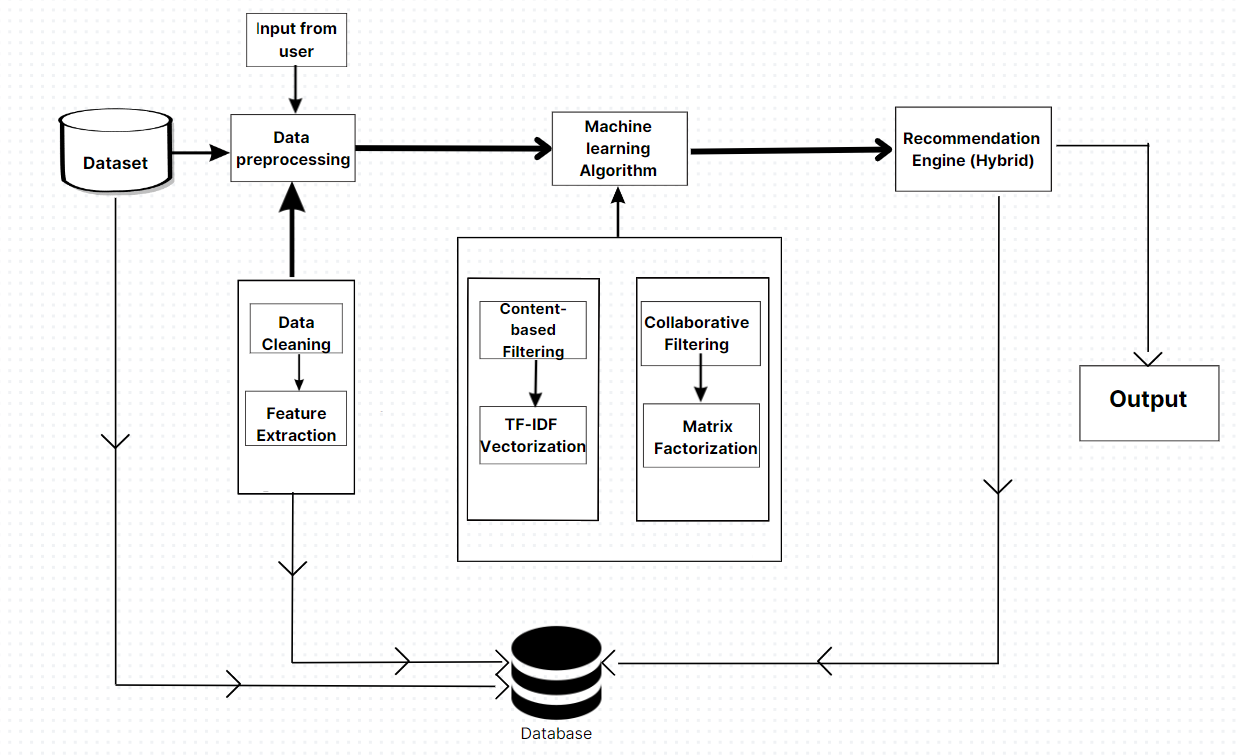 Input from
user
Dataset
Data
preprocessing
Machine
learning
Algorithm
Recommendation
Engine (Hybrid)
Data
Cleaning
Feature
Extraction
Content-
based
Filtering
TF-IDF
Vectorization
Collaborative
Filtering
Matrix
Factorization
Output
Database